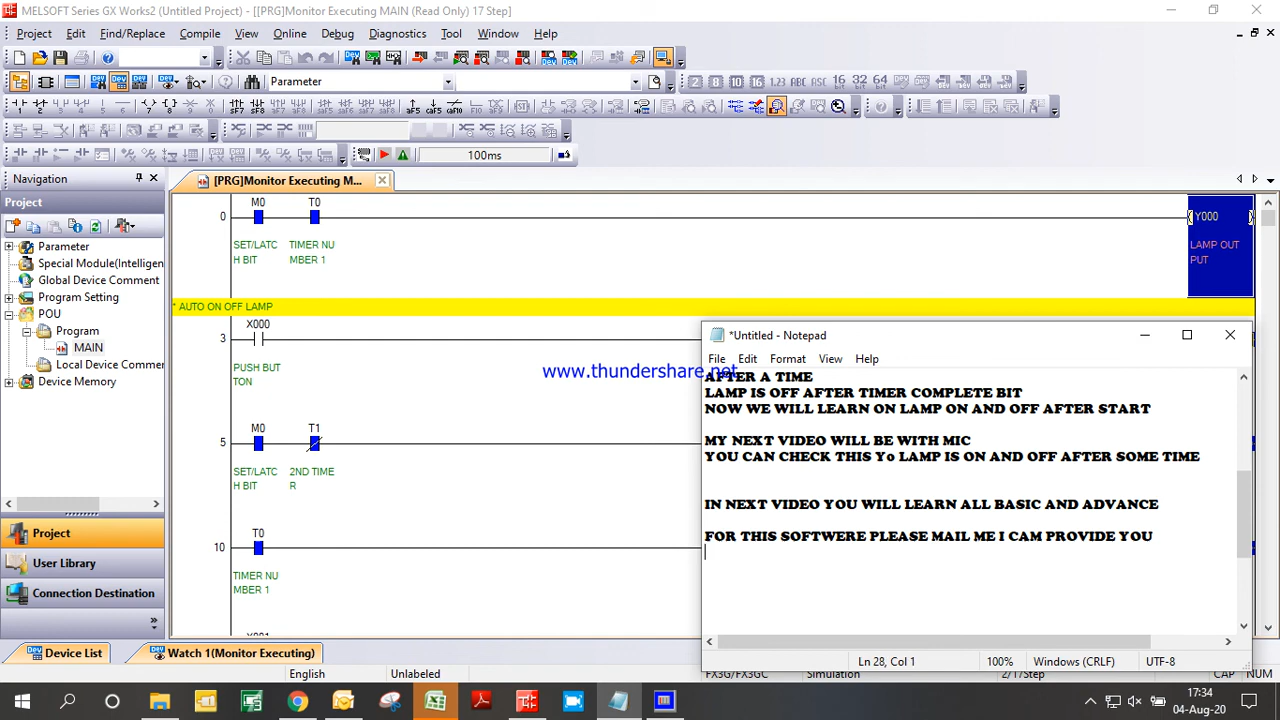 MELSOFT Series GX Works2 (Untitled Project) - [[PRG]Monitor Executing MAIN (Read Only) 17 Step]
Project Edit Find/Replace Compile View Online Debug Diagnostics Tool Window Help
Parameter
100ms
Navigation
[PRG]Monitor Executing M...
Project
Parameter
Special Module(Intelligen
Global Device Comment
Program Setting
POU
Program
MAIN
Local Device Commer
Device Memory
Project
User Library
Connection Destination
M0 T0
0
Y000
SET/LATC TIMER NU
H BIT MBER 1
LAMP OUT
PUT
* AUTO ON OFF LAMP
X000
3
PUSH BUT
TON
M0 T1
5
SET/LATC 2ND TIME
H BIT R
T0
10
TIMER NU
MBER 1
X001
www.thundershare.net
*Untitled - Notepad
File Edit Format View Help
AFTER A TIME
LAMP IS OFF AFTER TIMER COMPLETE BIT
NOW WE WILL LEARN ON LAMP ON AND OFF AFTER START
MY NEXT VIDEO WILL BE WITH MIC
YOU CAN CHECK THIS Y0 LAMP IS ON AND OFF AFTER SOME TIME
IN NEXT VIDEO YOU WILL LEARN ALL BASIC AND ADVANCE
FOR THIS SOFTWERE PLEASE MAIL ME I CAM PROVIDE YOU
Ln 28, Col 1 100% Windows (CRLF) UTF-8
Device List Watch 1(Monitor Executing)
English Unlabeled FX3G/FX3GC Simulation 2/17Step CAP NUM
17:34
04-Aug-20